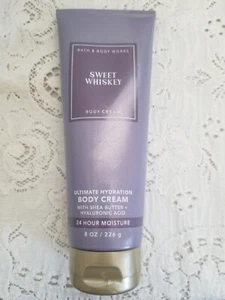 BATH & BODY WORKS
SWEET
WHISKEY
BODY CREAM
ULTIMATE HYDRATION
BODY CREAM
WITH SHEA BUTTER +
HYALURONIC ACID
24 HOUR MOISTURE
8 OZ / 226 g